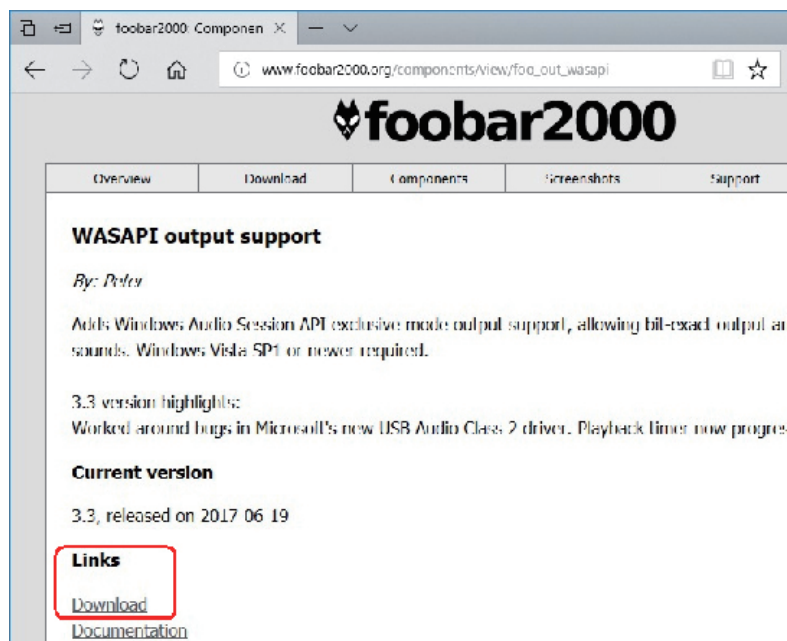 foobar2000: Componen
www.foobar2000.org/components/view/foo_out_wasapi
foobar2000
Overview Download Components Screenshots Support
WASAPI output support
By: Peter
Adds Windows Audio Session API exclusive mode output support, allowing bit-exact output
sounds. Windows Vista SP1 or newer required.
3.3 version highlights:
Worked around bugs in Microsoft's new USB Audio Class 2 driver. Playback timer now progres
Current version
3.3, released on 2017 06 19
Links
Download
Documentation